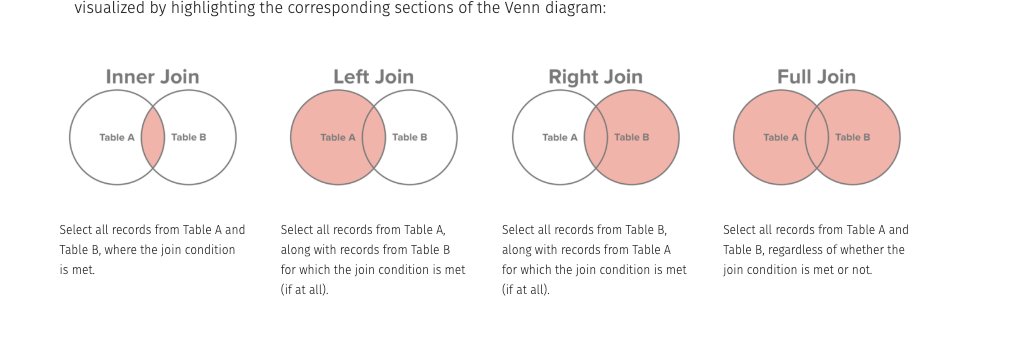 visualized by highlighting the corresponding sections of the Venn diagram:
Inner Join
Table A
Table B
Select all records from Table A and
Table B, where the join condition
is met.
Left Join
Table A
Table B
Select all records from Table A,
along with records from Table B
for which the join condition is met
(if at all).
Right Join
Table A
Table B
Select all records from Table B,
along with records from Table A
for which the join condition is met
(if at all).
Full Join
Table A
Table B
Select all records from Table A and
Table B, regardless of whether the
join condition is met or not.